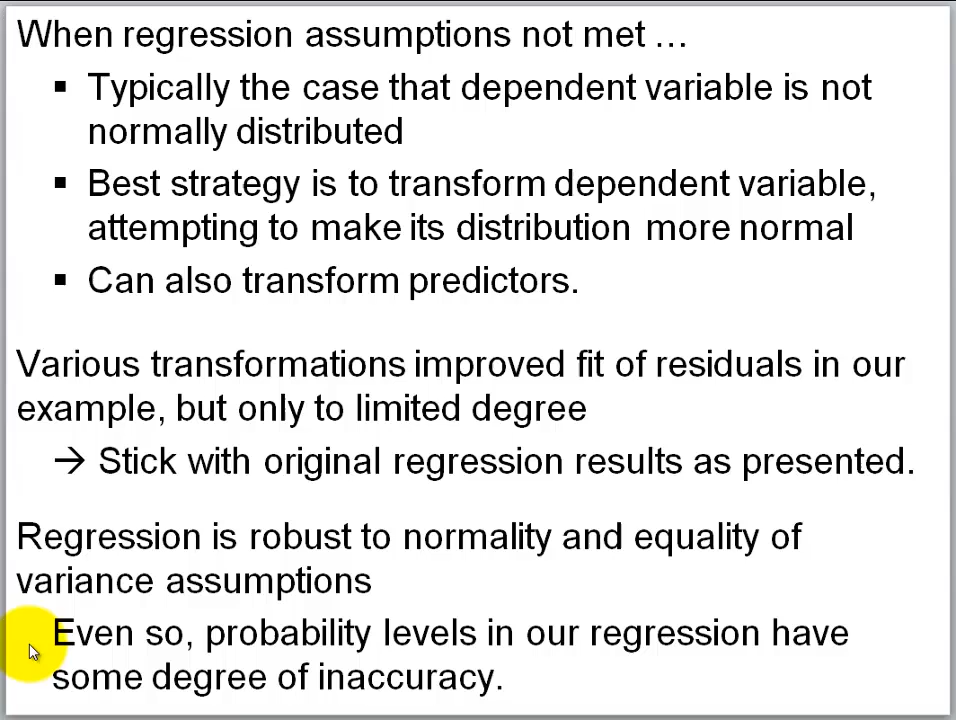 When regression assumptions not met ...
▪ Typically the case that dependent variable is not
normally distributed
▪ Best strategy is to transform dependent variable,
attempting to make its distribution more normal
▪ Can also transform predictors.
Various transformations improved fit of residuals in our
example, but only to limited degree
→ Stick with original regression results as presented.
Regression is robust to normality and equality of
variance assumptions
Even so, probability levels in our regression have
some degree of inaccuracy.